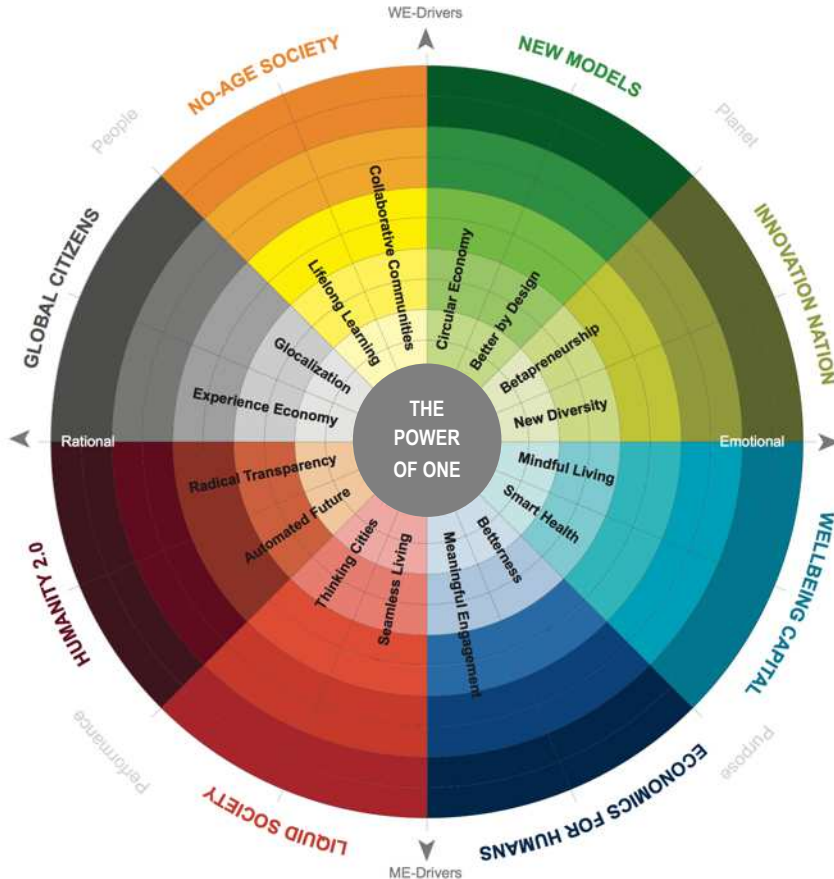 WE-Drivers
NO-AGE SOCIETY
NEW MODELS
People
Planet
GLOBAL CITIZENS
INNOVATION NATION
Collaborative Communities
Lifelong Learning
Circular Economy
Better by Design
Glocalization
Experience Economy
Betapreneurship
New Diversity
THE
POWER
OF ONE
Rational
Emotional
Radical Transparency
Automated Future
Mindful Living
Smart Health
Thinking Cities
Seamless Living
Meaningful Engagement
Betterness
HUMANITY 2.0
WELLBEING CAPITAL
Performance
Purpose
LIQUID SOCIETY
ECONOMICS FOR HUMANS
ME-Drivers